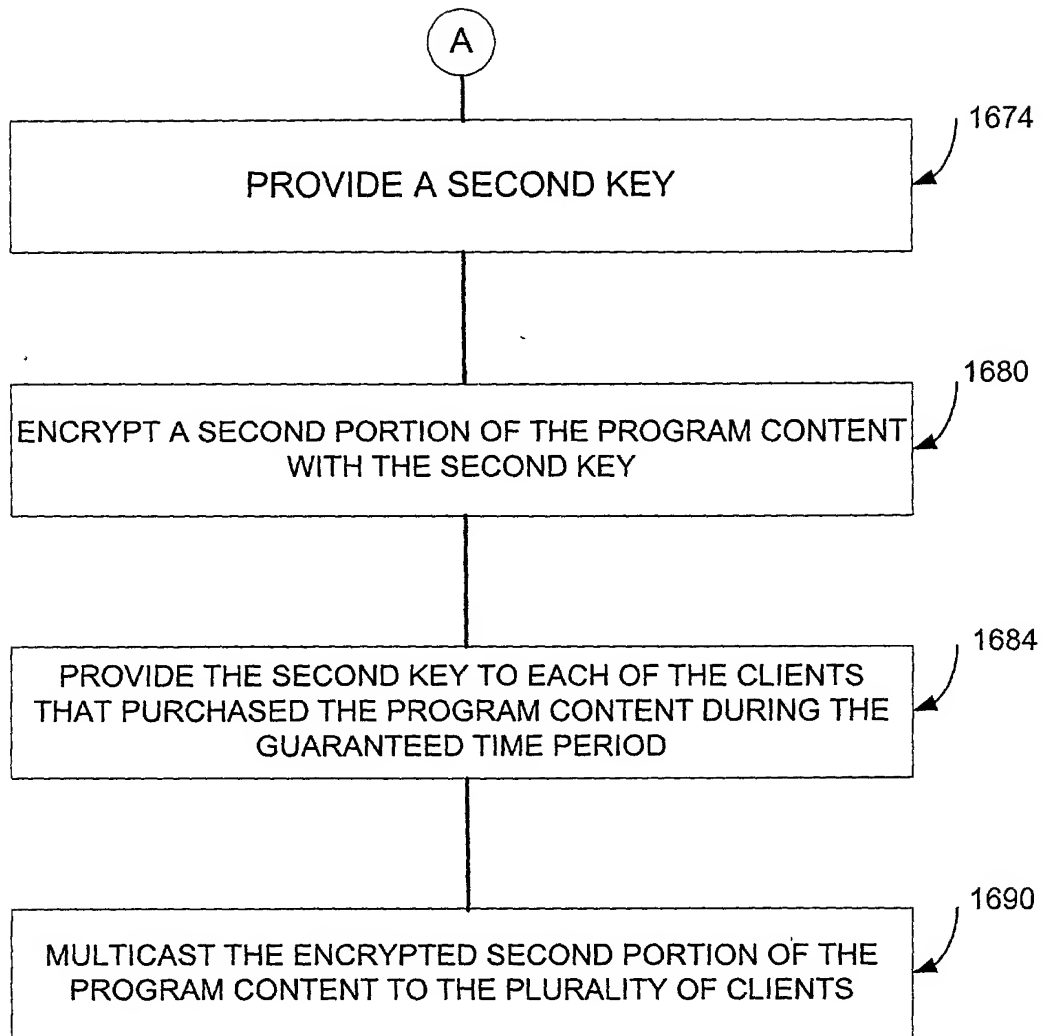 A
1674
PROVIDE A SECOND KEY
1680
ENCRYPT A SECOND PORTION OF THE PROGRAM CONTENT
WITH THE SECOND KEY
1684
PROVIDE THE SECOND KEY TO EACH OF THE CLIENTS
THAT PURCHASED THE PROGRAM CONTENT DURING THE
GUARANTEED TIME PERIOD
1690
MULTICAST THE ENCRYPTED SECOND PORTION OF THE
PROGRAM CONTENT TO THE PLURALITY OF CLIENTS